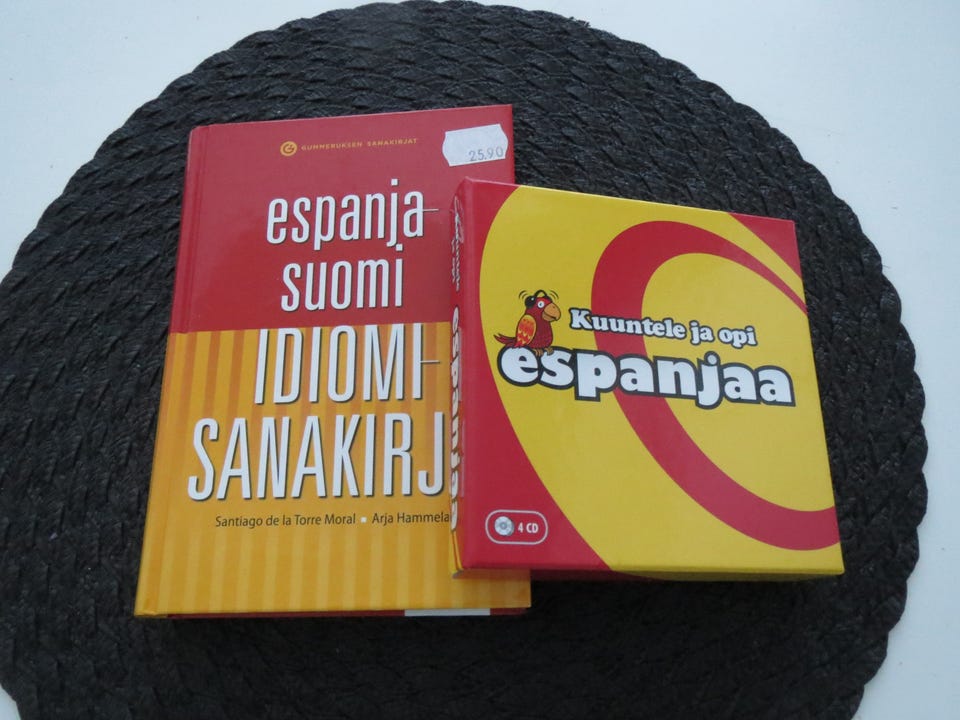 GUMMERUKSEN SANAKIRJAT
25.90
espanja-
suomi
IDIOMI-
SANAKIRJ
Santiago de la Torre Moral ▪ Arja Hammela
Kuuntele ja opi
espanjaa
4 CD